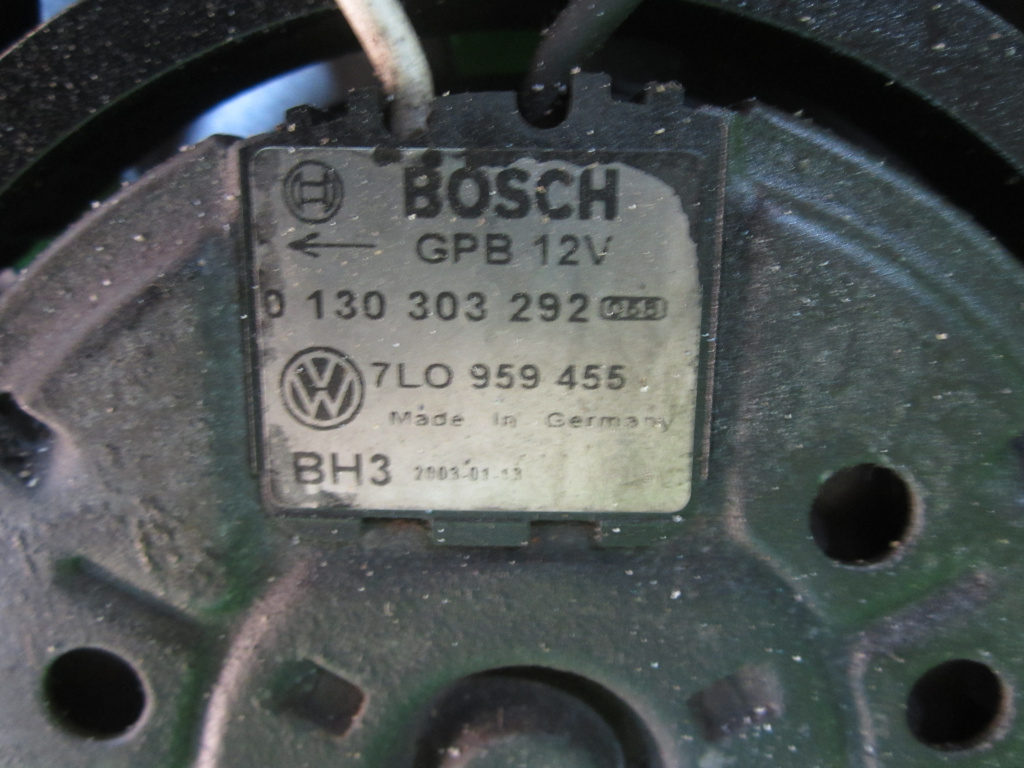 BOSCH
GPB 12V
0 130 303 292
7L0 959 455
Made in Germany
BH3 2003-01-13